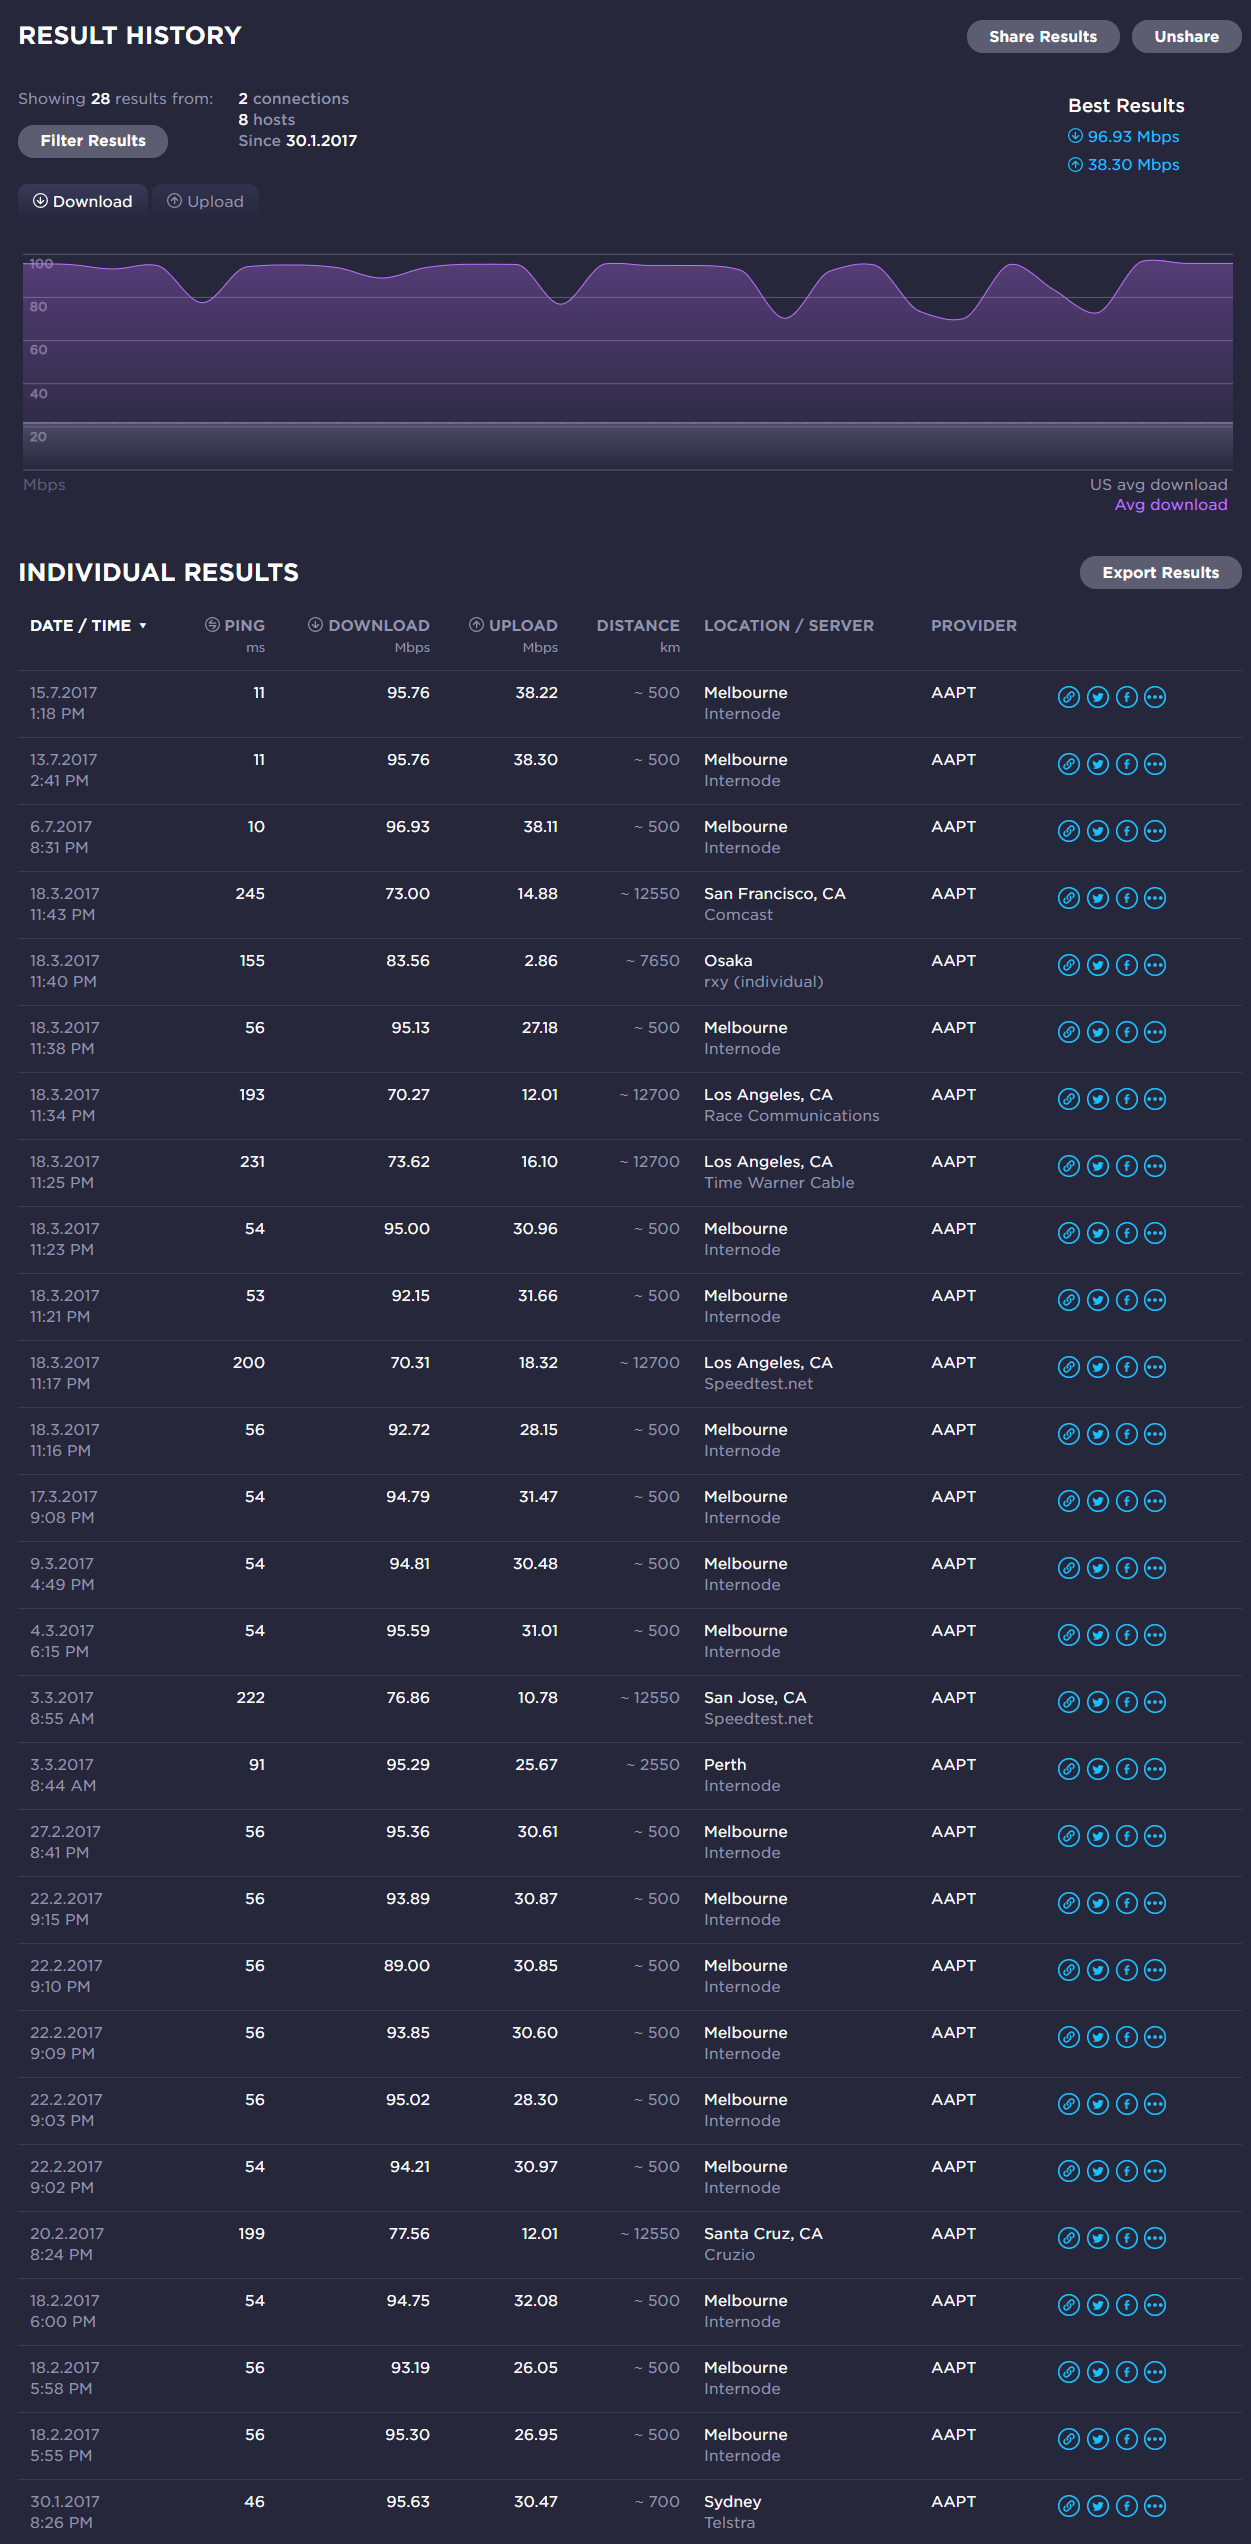 RESULT HISTORY
Share Results
Unshare
Showing 28 results from:
2 connections
8 hosts
Since 30.1.2017
Filter Results
Best Results
96.93 Mbps
38.30 Mbps
Download
Upload
100
80
60
40
20
Mbps
US avg download
Avg download
INDIVIDUAL RESULTS
Export Results
DATE / TIME PING DOWNLOAD UPLOAD DISTANCE LOCATION / SERVER PROVIDER
ms Mbps Mbps km
15.7.2017 11 95.76 38.22 ~ 500 Melbourne AAPT
1:18 PM Internode
13.7.2017 11 95.76 38.30 ~ 500 Melbourne AAPT
2:41 PM Internode
6.7.2017 10 96.93 38.11 ~ 500 Melbourne AAPT
8:31 PM Internode
18.3.2017 245 73.00 14.88 ~ 12550 San Francisco, CA AAPT
11:43 PM Comcast
18.3.2017 155 83.56 2.86 ~ 7650 Osaka AAPT
11:40 PM rxy (individual)
18.3.2017 56 95.13 27.18 ~ 500 Melbourne AAPT
11:38 PM Internode
18.3.2017 193 70.27 12.01 ~ 12700 Los Angeles, CA AAPT
11:34 PM Race Communications
18.3.2017 231 73.62 16.10 ~ 12700 Los Angeles, CA AAPT
11:25 PM Time Warner Cable
18.3.2017 54 95.00 30.96 ~ 500 Melbourne AAPT
11:23 PM Internode
18.3.2017 53 92.15 31.66 ~ 500 Melbourne AAPT
11:21 PM Internode
18.3.2017 200 70.31 18.32 ~ 12700 Los Angeles, CA AAPT
11:17 PM Speedtest.net
18.3.2017 56 92.72 28.15 ~ 500 Melbourne AAPT
11:16 PM Internode
17.3.2017 54 94.79 31.47 ~ 500 Melbourne AAPT
9:08 PM Internode
9.3.2017 54 94.81 30.48 ~ 500 Melbourne AAPT
4:49 PM Internode
4.3.2017 54 95.59 31.01 ~ 500 Melbourne AAPT
6:15 PM Internode
3.3.2017 222 76.86 10.78 ~ 12550 San Jose, CA AAPT
8:55 AM Speedtest.net
3.3.2017 91 95.29 25.67 ~ 2550 Perth AAPT
8:44 AM Internode
27.2.2017 56 95.36 30.61 ~ 500 Melbourne AAPT
8:41 PM Internode
22.2.2017 56 93.89 30.87 ~ 500 Melbourne AAPT
9:15 PM Internode
22.2.2017 56 89.00 30.85 ~ 500 Melbourne AAPT
9:10 PM Internode
22.2.2017 56 93.85 30.60 ~ 500 Melbourne AAPT
9:09 PM Internode
22.2.2017 56 95.02 28.30 ~ 500 Melbourne AAPT
9:03 PM Internode
22.2.2017 54 94.21 30.97 ~ 500 Melbourne AAPT
9:02 PM Internode
20.2.2017 199 77.56 12.01 ~ 12550 Santa Cruz, CA AAPT
8:24 PM Cruzio
18.2.2017 54 94.75 32.08 ~ 500 Melbourne AAPT
6:00 PM Internode
18.2.2017 56 93.19 26.05 ~ 500 Melbourne AAPT
5:58 PM Internode
18.2.2017 56 95.30 26.95 ~ 500 Melbourne AAPT
5:55 PM Internode
30.1.2017 46 95.63 30.47 ~ 700 Sydney AAPT
8:26 PM Telstra